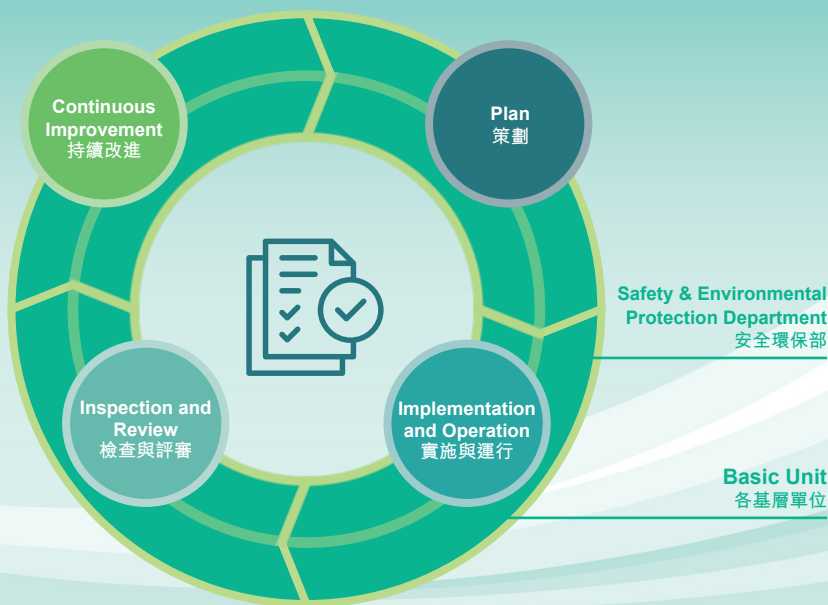 Continuous
Improvement
持續改進
Plan
策劃
Safety & Environmental
Protection Department
安全環保部
Inspection and
Review
檢查與評審
Implementation
and Operation
實施與運行
Basic Unit
各基層單位